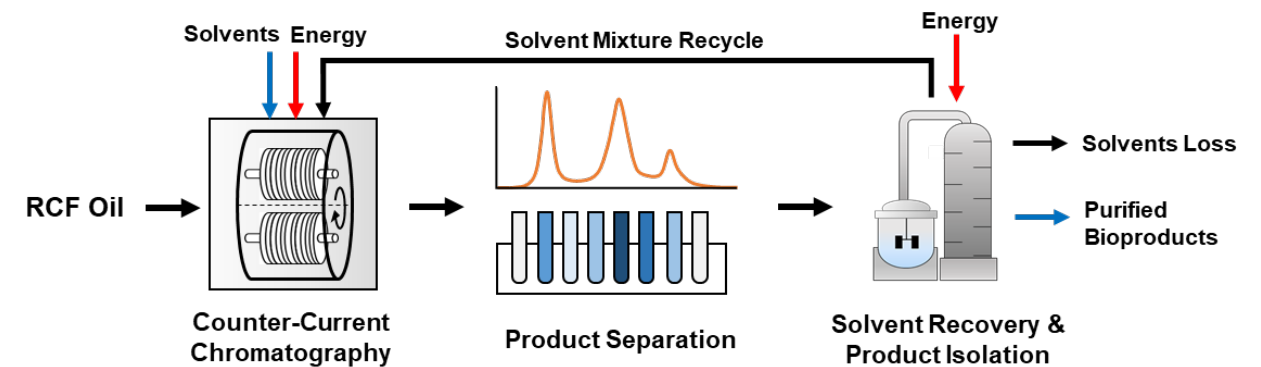 Solvents Energy
Solvent Mixture Recycle
Energy
RCF Oil
Solvents Loss
Purified
Bioproducts
Counter-Current
Chromatography
Product Separation
Solvent Recovery &
Product Isolation